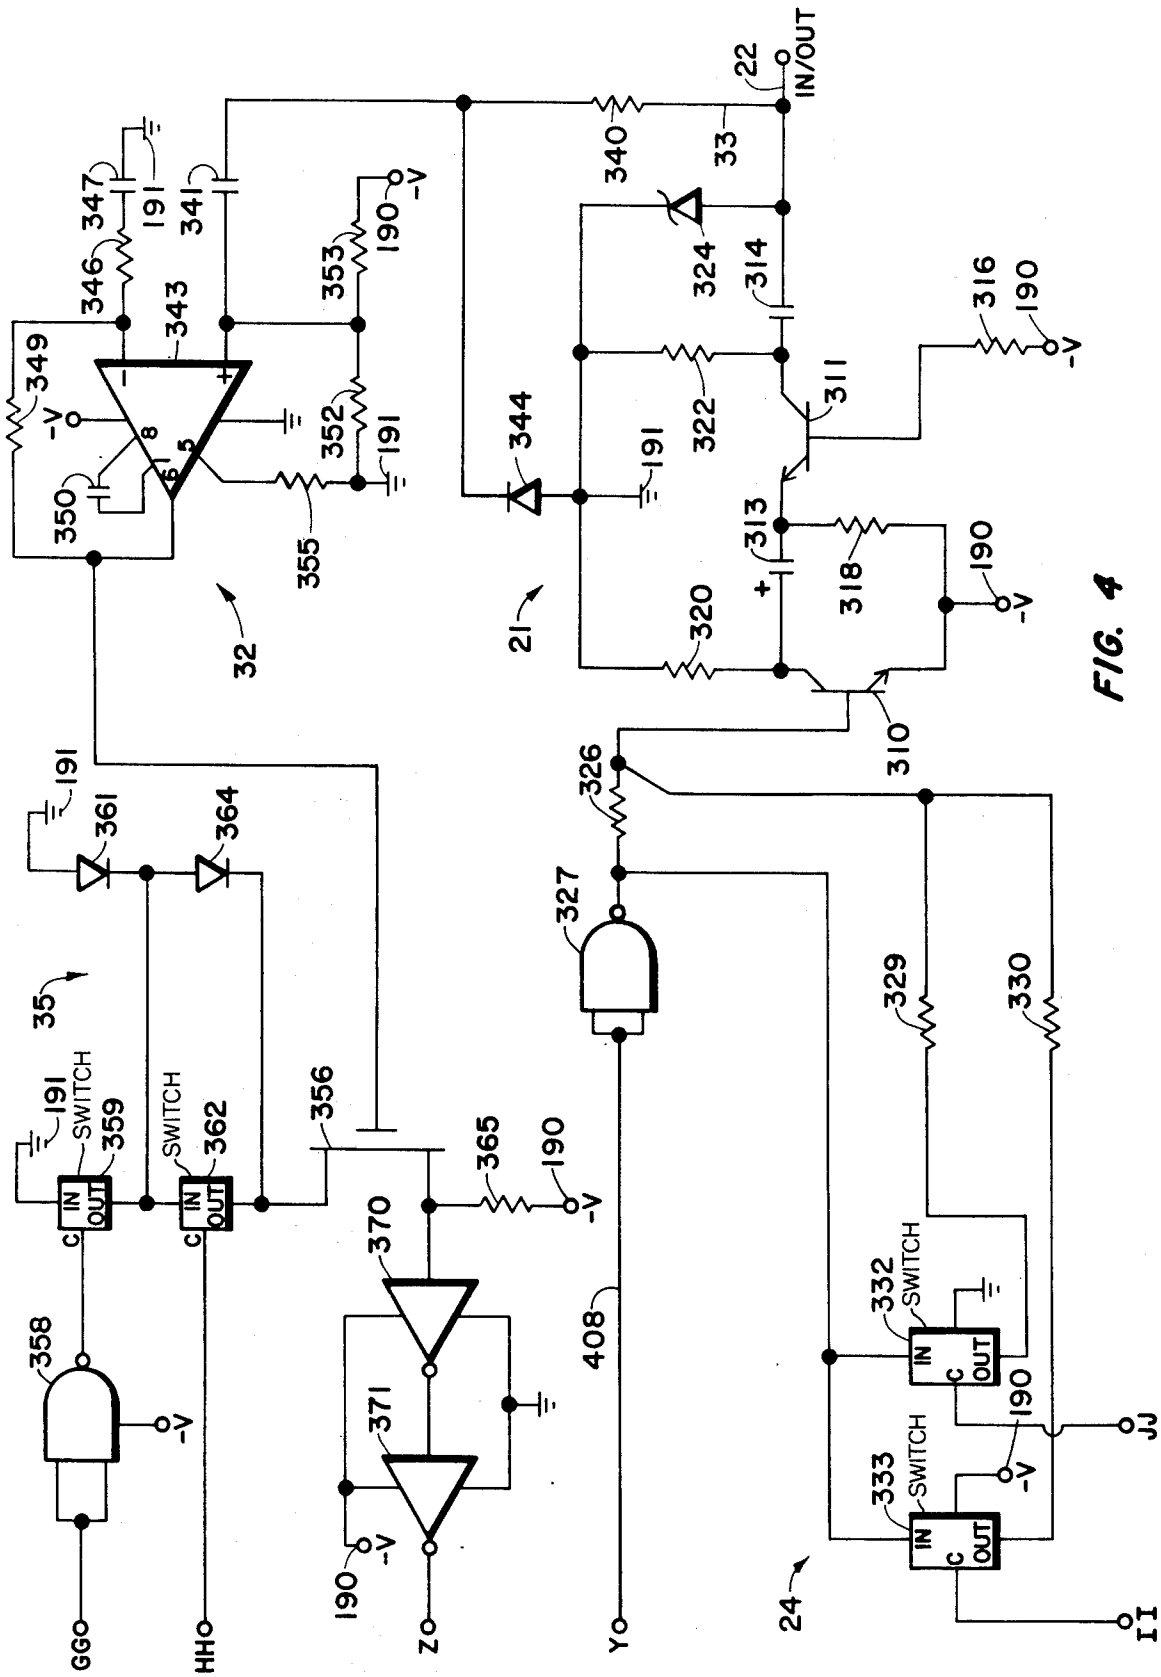 GG
HH
Z
Y
II
JJ
358
-V
C
IN
OUT
191
SWITCH
359
C
IN
OUT
SWITCH
362
35
191
361
364
356
365
190
-V
370
371
190
-V
32
349
-V
350
8
1
6
5
-
+
343
346
347
191
341
355
352
191
353
190
-V
344
191
21
340
33
22
IN/OUT
324
314
322
311
316
190
-V
+
313
318
320
310
190
-V
326
327
408
329
330
24
333
SWITCH
IN
C
OUT
190
-V
332
SWITCH
IN
C
OUT
FIG. 4